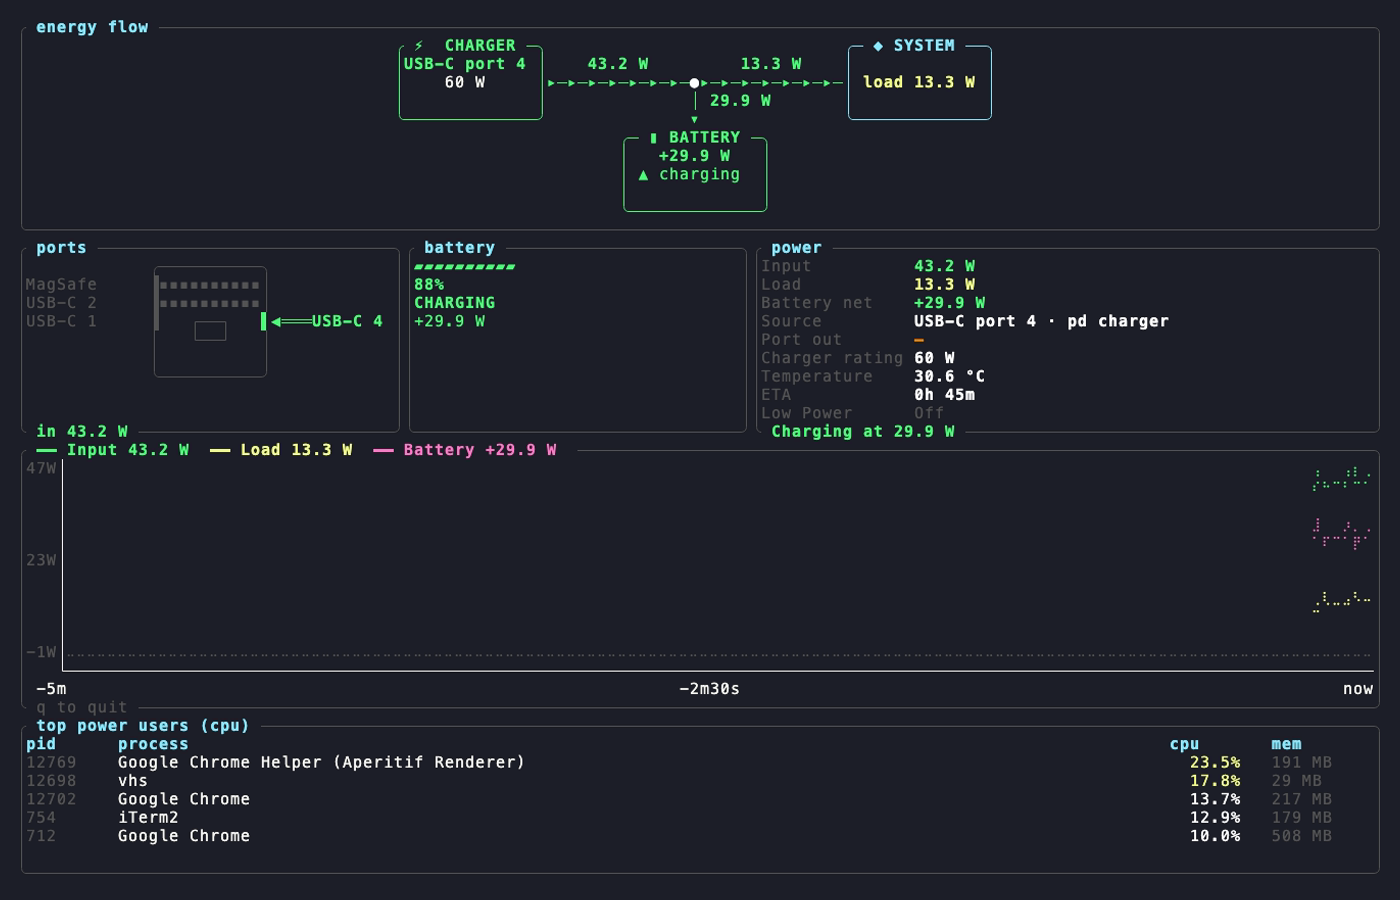 energy flow
⚡ CHARGER
USB-C port 4
60 W
43.2 W
13.3 W
29.9 W
◆ SYSTEM
load 13.3 W
▮ BATTERY
+29.9 W
▲ charging
ports
MagSafe
USB-C 2
USB-C 1
USB-C 4
in 43.2 W
battery
88%
CHARGING
+29.9 W
power
Input 43.2 W
Load 13.3 W
Battery net +29.9 W
Source USB-C port 4 · pd charger
Port out –
Charger rating 60 W
Temperature 30.6 °C
ETA 0h 45m
Low Power Off
Charging at 29.9 W
Input 43.2 W Load 13.3 W Battery +29.9 W
47W
23W
-1W
-5m -2m30s now
q to quit
top power users (cpu)
pid process cpu mem
12769 Google Chrome Helper (Aperitif Renderer) 23.5% 191 MB
12698 vhs 17.8% 29 MB
12702 Google Chrome 13.7% 217 MB
754 iTerm2 12.9% 179 MB
712 Google Chrome 10.0% 508 MB